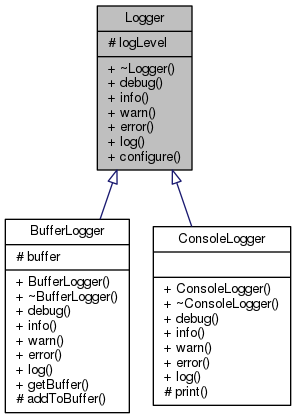 Logger
# logLevel
+ ~Logger()
+ debug()
+ info()
+ warn()
+ error()
+ log()
+ configure()
BufferLogger
# buffer
+ BufferLogger()
+ ~BufferLogger()
+ debug()
+ info()
+ warn()
+ error()
+ log()
+ getBuffer()
# addToBuffer()
ConsoleLogger
+ ConsoleLogger()
+ ~ConsoleLogger()
+ debug()
+ info()
+ warn()
+ error()
+ log()
# print()